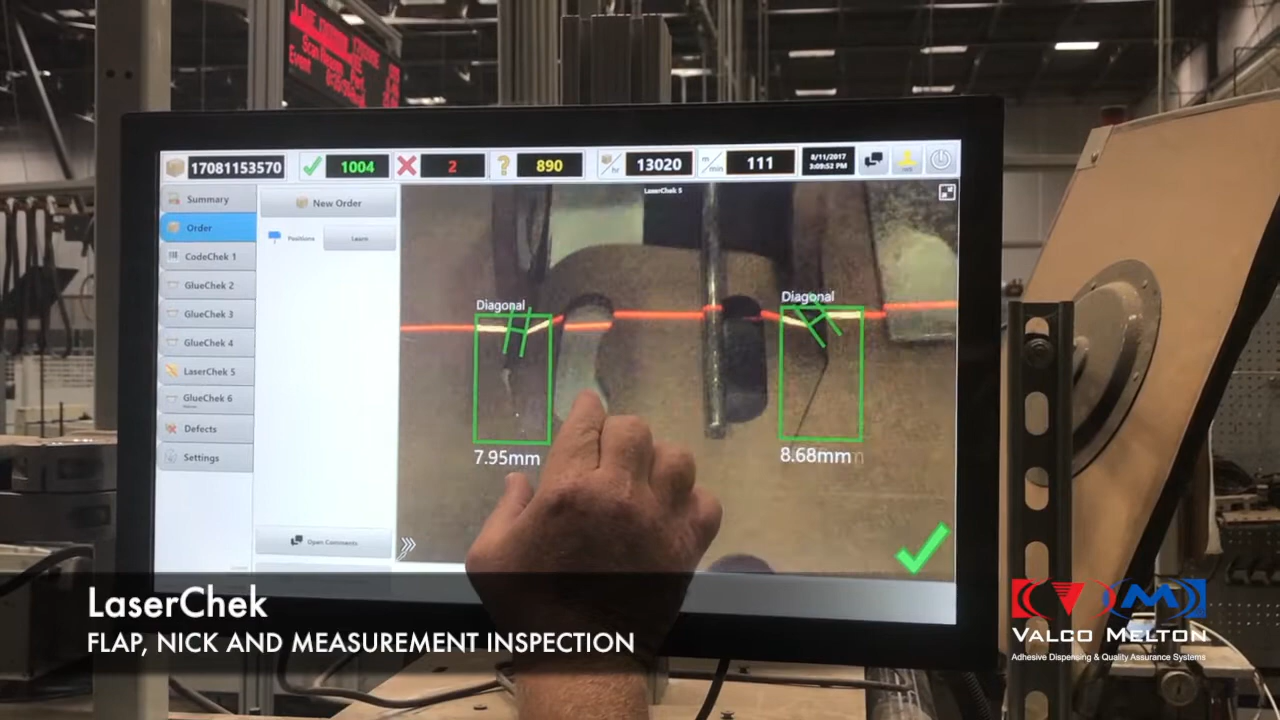 17081153570
1004
2
890
/hr
13020
m/min
111
8/11/2017
3:09:52 PM
Summary
Order
CodeChek 1
GlueChek 2
GlueChek 3
GlueChek 4
LaserChek 5
GlueChek 6
Defects
Settings
New Order
Positions
Learn
Open Comments
LaserChek 5
Diagonal
7.95mm
Diagonal
8.68mm
LaserChek
FLAP, NICK AND MEASUREMENT INSPECTION
VALCO MELTON
Adhesive Dispensing & Quality Assurance Systems